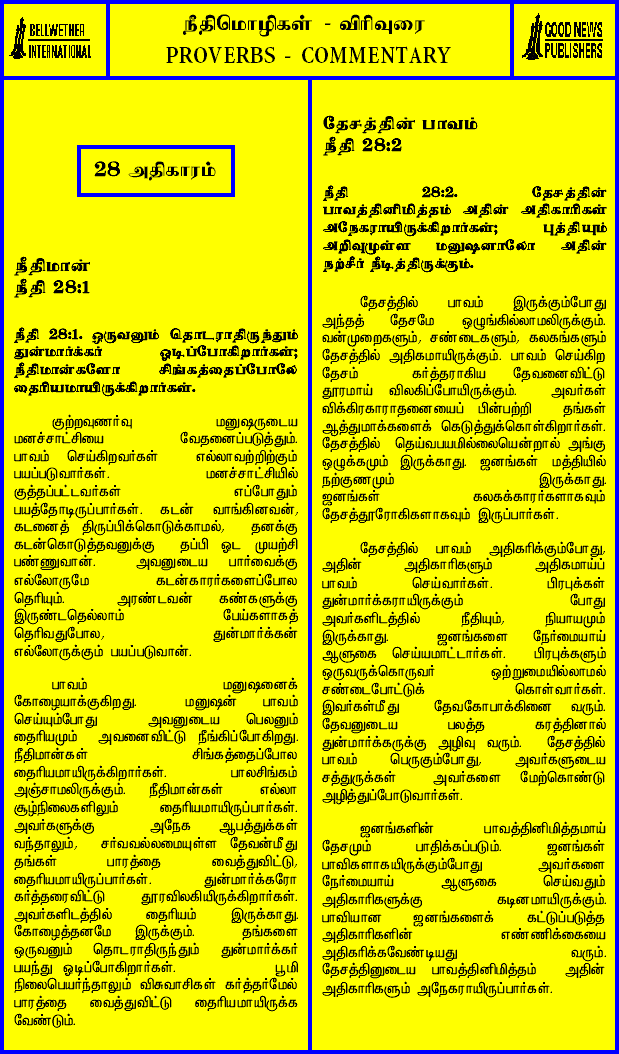 BELLWETHER
INTERNATIONAL
நீதிமொழிகள் - விரிவுரை
PROVERBS - COMMENTARY
GOOD NEWS
PUBLISHERS
28 அதிகாரம்
நீதிமான்
நீதி 28:1
நீதி 28:1. ஒருவனும் தொடராதிருந்தும்
துன்மார்க்கர் ஓடிப்போகிறார்கள்;
நீதிமான்களோ சிங்கத்தைப்போலே
தைரியமாயிருக்கிறார்கள்.
குற்றவுணர்வு மனுஷருடைய
மனச்சாட்சியை வேதனைப்படுத்தும்.
பாவம் செய்கிறவர்கள் எல்லாவற்றிற்கும்
பயப்படுவார்கள். மனச்சாட்சியில்
குத்தப்பட்டவர்கள் எப்போதும்
பயத்தோடிருப்பார்கள். கடன் வாங்கினவன்,
கடனைத் திருப்பிக்கொடுக்காமல், தனக்கு
கடன்கொடுத்தவனுக்கு தப்பி ஓட முயற்சி
பண்ணுவான். அவனுடைய பார்வைக்கு
எல்லோருமே கடன்காரர்களைப்போல
தெரியும். அரண்டவன் கண்களுக்கு
இருண்டதெல்லாம் பேய்களாகத்
தெரிவதுபோல, துன்மார்க்கன்
எல்லோருக்கும் பயப்படுவான்.
பாவம் மனுஷனைக்
கோழையாக்குகிறது. மனுஷன் பாவம்
செய்யும்போது அவனுடைய பெலனும்
தைரியமும் அவனைவிட்டு நீங்கிப்போகிறது.
நீதிமான்கள் சிங்கத்தைப்போல
தைரியமாயிருக்கிறார்கள். பாலசிங்கம்
அஞ்சாமலிருக்கும். நீதிமான்கள் எல்லா
சூழ்நிலைகளிலும் தைரியமாயிருப்பார்கள்.
அவர்களுக்கு அநேக ஆபத்துக்கள்
வந்தாலும், சர்வவல்லமையுள்ள தேவன்மீது
தங்கள் பாரத்தை வைத்துவிட்டு,
தைரியமாயிருப்பார்கள். துன்மார்க்கரோ
கர்த்தரைவிட்டு தூரவிலகியிருக்கிறார்கள்.
அவர்களிடத்தில் தைரியம் இருக்காது.
கோழைத்தனமே இருக்கும். தங்களை
ஒருவனும் தொடராதிருந்தும் துன்மார்க்கர்
பயந்து ஓடிப்போகிறார்கள். பூமி
நிலைபெயர்ந்தாலும் விசுவாசிகள் கர்த்தர்மேல்
பாரத்தை வைத்துவிட்டு தைரியமாயிருக்க
வேண்டும்.
தேசத்தின் பாவம்
நீதி 28:2
நீதி 28:2. தேசத்தின்
பாவத்தினிமித்தம் அதின் அதிகாரிகள்
அநேகராயிருக்கிறார்கள்; புத்தியும்
அறிவுமுள்ள மனுஷனாலோ அதின்
நற்சீர் நீடித்திருக்கும்.
தேசத்தில் பாவம் இருக்கும்போது
அந்தத் தேசமே ஒழுங்கில்லாமலிருக்கும்.
வன்முறைகளும், சண்டைகளும், கலகங்களும்
தேசத்தில் அதிகமாயிருக்கும். பாவம் செய்கிற
தேசம் கர்த்தராகிய தேவனைவிட்டு
தூரமாய் விலகிப்போயிருக்கும். அவர்கள்
விக்கிரகாராதனையைப் பின்பற்றி தங்கள்
ஆத்துமாக்களைக் கெடுத்துக்கொள்கிறார்கள்.
தேசத்தில் தெய்வபயமில்லையென்றால் அங்கு
ஒழுக்கமும் இருக்காது. ஜனங்கள் மத்தியில்
நற்குணமும் இருக்காது.
ஜனங்கள் கலகக்காரர்களாகவும்
தேசத்தூரோகிகளாகவும் இருப்பார்கள்.
தேசத்தில் பாவம் அதிகரிக்கும்போது,
அதின் அதிகாரிகளும் அதிகமாய்ப்
பாவம் செய்வார்கள். பிரபுக்கள்
துன்மார்க்கராயிருக்கும் போது
அவர்களிடத்தில் நீதியும், நியாயமும்
இருக்காது. ஜனங்களை நேர்மையாய்
ஆளுகை செய்யமாட்டார்கள். பிரபுக்களும்
ஒருவருக்கொருவர் ஒற்றுமையில்லாமல்
சண்டைபோட்டுக் கொள்வார்கள்.
இவர்கள்மீது தேவகோபாக்கினை வரும்.
தேவனுடைய பலத்த கரத்தினால்
துன்மார்க்கருக்கு அழிவு வரும். தேசத்தில்
பாவம் பெருகும்போது, அவர்களுடைய
சத்துருக்கள் அவர்களை மேற்கொண்டு
அழித்துப்போடுவார்கள்.
ஜனங்களின் பாவத்தினிமித்தமாய்
தேசமும் பாதிக்கப்படும். ஜனங்கள்
பாவிகளாகயிருக்கும்போது அவர்களை
நேர்மையாய் ஆளுகை செய்வதும்
அதிகாரிகளுக்கு கடினமாயிருக்கும்.
பாவியான ஜனங்களைக் கட்டுப்படுத்த
அதிகாரிகளின் எண்ணிக்கையை
அதிகரிக்கவேண்டியது வரும்.
தேசத்தினுடைய பாவத்தினிமித்தம் அதின்
அதிகாரிகளும் அநேகராயிருப்பார்கள்.